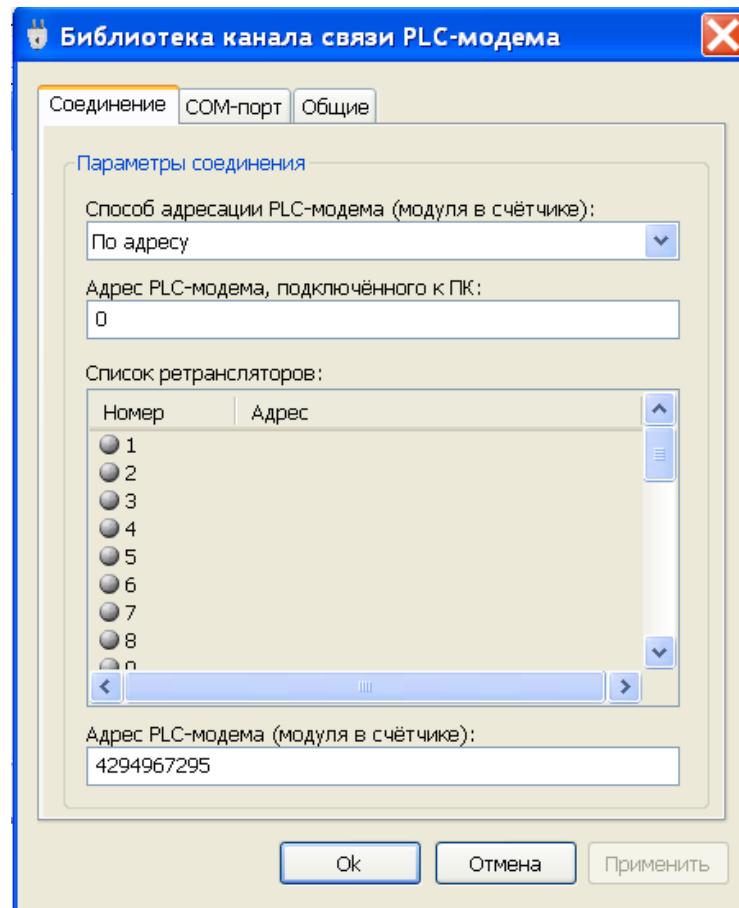 Библиотека канала связи PLC-модема
Соединение COM-порт Общие
Параметры соединения
Способ адресации PLC-модема (модуля в счётчике):
По адресу
Адрес PLC-модема, подключённого к ПК:
0
Список ретрансляторов:
Номер Адрес
1
2
3
4
5
6
7
8
Адрес PLC-модема (модуля в счётчике):
4294967295
Ok Отмена Применить